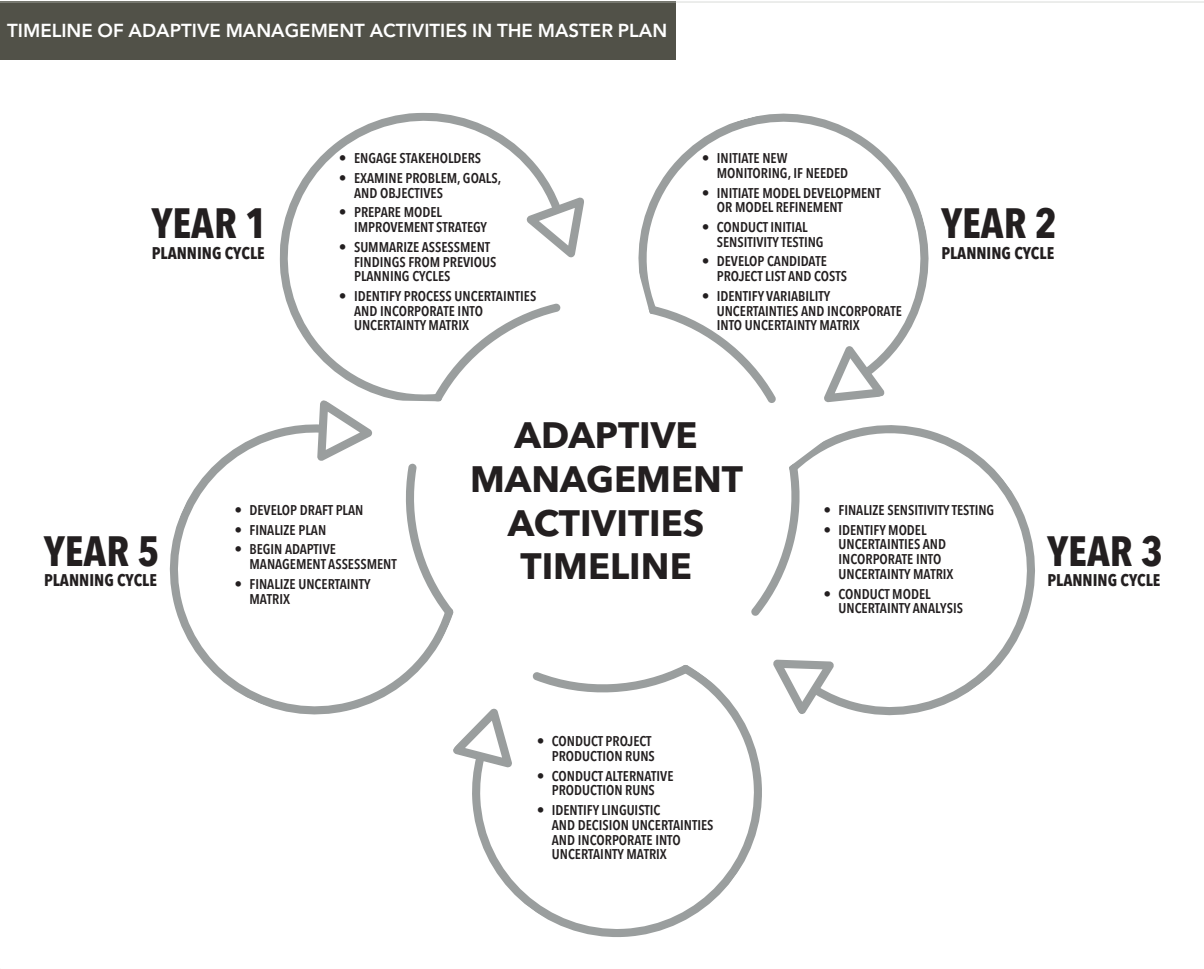 TIMELINE OF ADAPTIVE MANAGEMENT ACTIVITIES IN THE MASTER PLAN
YEAR 1
PLANNING CYCLE
• ENGAGE STAKEHOLDERS
• EXAMINE PROBLEM, GOALS,
AND OBJECTIVES
• PREPARE MODEL
IMPROVEMENT STRATEGY
• SUMMARIZE ASSESSMENT
FINDINGS FROM PREVIOUS
PLANNING CYCLES
• IDENTIFY PROCESS UNCERTAINTIES
AND INCORPORATE INTO
UNCERTAINTY MATRIX
• INITIATE NEW
MONITORING, IF NEEDED
• INITIATE MODEL DEVELOPMENT
OR MODEL REFINEMENT
• CONDUCT INITIAL
SENSITIVITY TESTING
• DEVELOP CANDIDATE
PROJECT LIST AND COSTS
• IDENTIFY VARIABILITY
UNCERTAINTIES AND INCORPORATE
INTO UNCERTAINTY MATRIX
YEAR 2
PLANNING CYCLE
ADAPTIVE
MANAGEMENT
ACTIVITIES
TIMELINE
• FINALIZE SENSITIVITY TESTING
• IDENTIFY MODEL
UNCERTAINTIES AND
INCORPORATE INTO
UNCERTAINTY MATRIX
• CONDUCT MODEL
UNCERTAINTY ANALYSIS
YEAR 3
PLANNING CYCLE
• CONDUCT PROJECT
PRODUCTION RUNS
• CONDUCT ALTERNATIVE
PRODUCTION RUNS
• IDENTIFY LINGUISTIC
AND DECISION UNCERTAINTIES
AND INCORPORATE INTO
UNCERTAINTY MATRIX
YEAR 5
PLANNING CYCLE
• DEVELOP DRAFT PLAN
• FINALIZE PLAN
• BEGIN ADAPTIVE
MANAGEMENT ASSESSMENT
• FINALIZE UNCERTAINTY
MATRIX